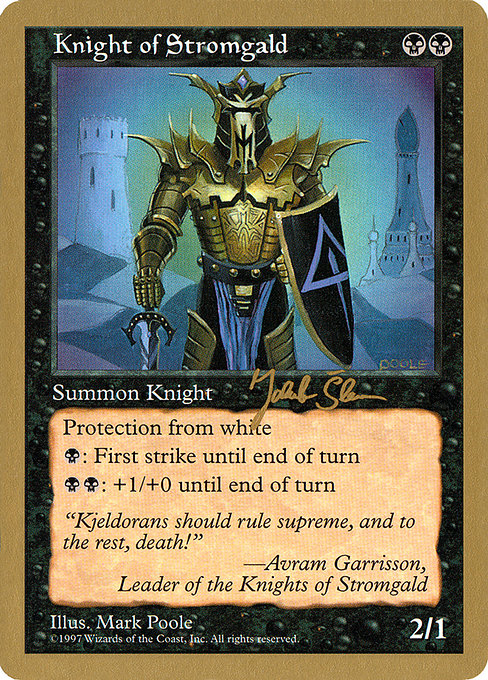 Knight of Stromgald
POOLE
Summon Knight
Protection from white
: First strike until end of turn
: +1/+0 until end of turn
“Kjeldorans should rule supreme, and to
the rest, death!”
—Avram Garrisson,
Leader of the Knights of Stromgald
Illus. Mark Poole
©1997 Wizards of the Coast, Inc. All rights reserved.
2/1